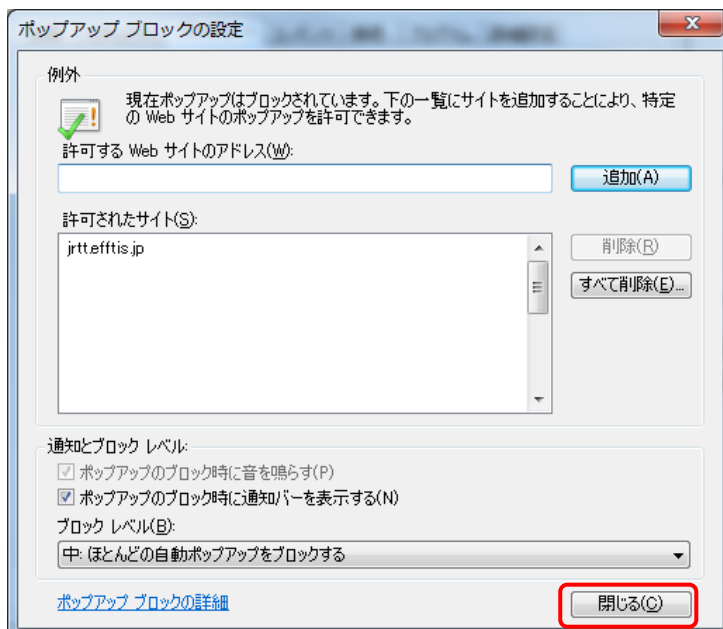 ポップアップ ブロックの設定
例外
現在ポップアップはブロックされています。下の一覧にサイトを追加することにより、特定
の Web サイトのポップアップを許可できます。
許可する Web サイトのアドレス(W):
追加(A)
許可されたサイト(S):
jrtt.efftis.jp
削除(R)
すべて削除(E)...
通知とブロック レベル:
ポップアップのブロック時に音を鳴らす(P)
ポップアップのブロック時に通知バーを表示する(N)
ブロック レベル(B):
中: ほとんどの自動ポップアップをブロックする
ポップアップ ブロックの詳細
閉じる(C)